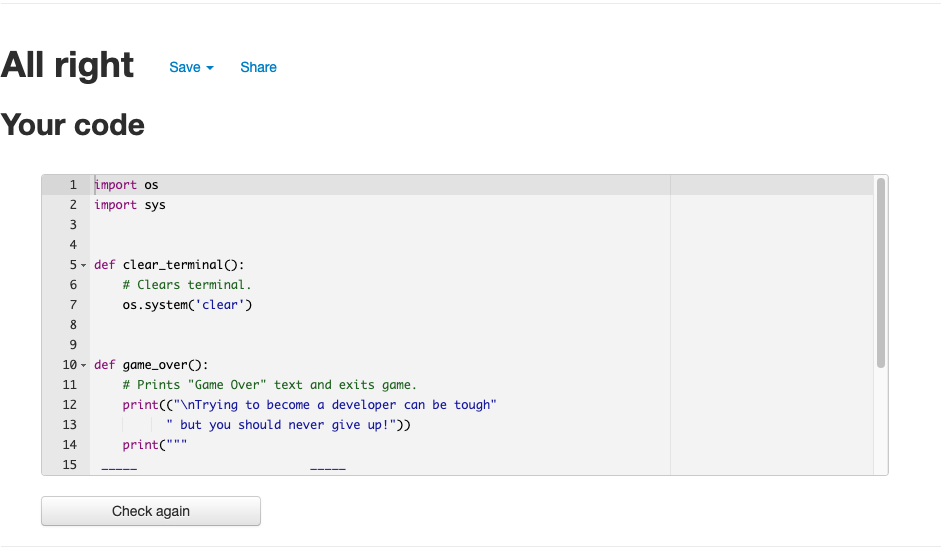 All right Save Share
Your code
1 import os
2 import sys
3
4
5 def clear_terminal():
6     # Clears terminal.
7     os.system('clear')
8
9
10 def game_over():
11     # Prints "Game Over" text and exits game.
12     print(("\nTrying to become a developer can be tough"
13           " but you should never give up!"))
14     print("""
15  _____                        _____
Check again